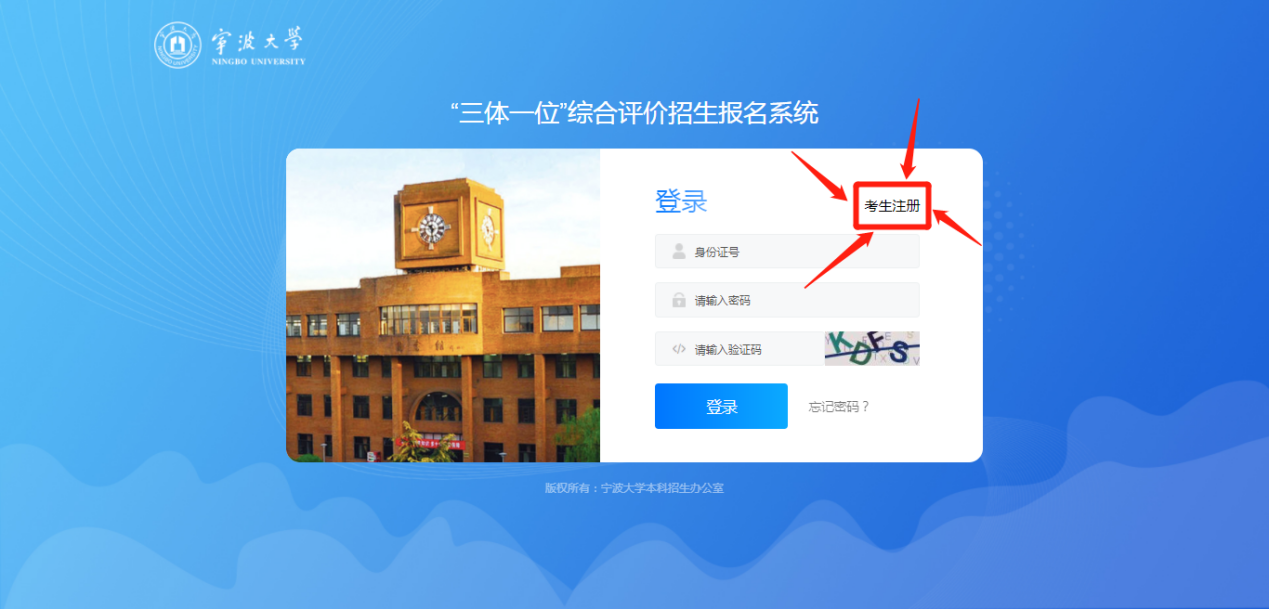 宁波大学
NINGBO UNIVERSITY
“三体一位”综合评价招生报名系统
登录
考生注册
身份证号
请输入密码
请输入验证码
KDFS
登录
忘记密码？
版权所有：宁波大学本科招生办公室